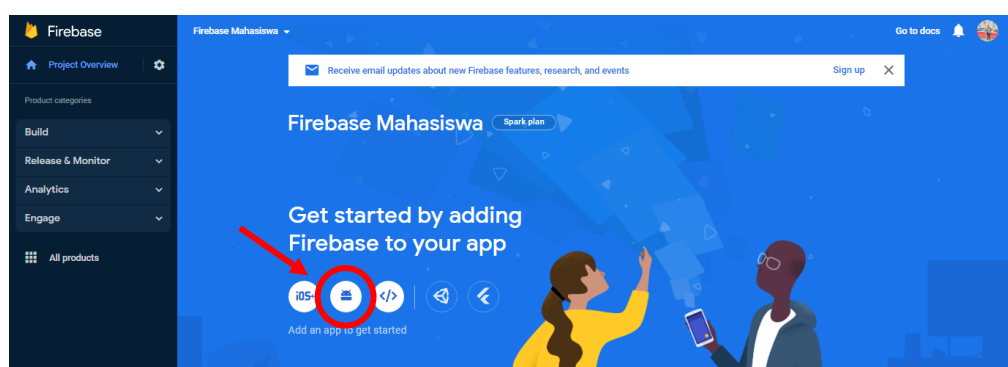 Firebase
Firebase Mahasiswa
Go to docs
Project Overview
Receive email updates about new Firebase features, research, and events
Sign up
Product categories
Build
Release & Monitor
Analytics
Engage
All products
Firebase Mahasiswa
Spark plan
Get started by adding
Firebase to your app
iOS+
</>
Add an app to get started